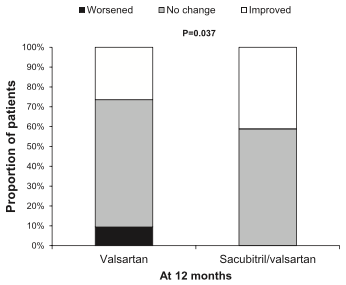 Worsened No change Improved
P=0.037
100%
90%
80%
70%
60%
50%
40%
30%
20%
10%
0%
Proportion of patients
Valsartan Sacubitril/valsartan
At 12 months